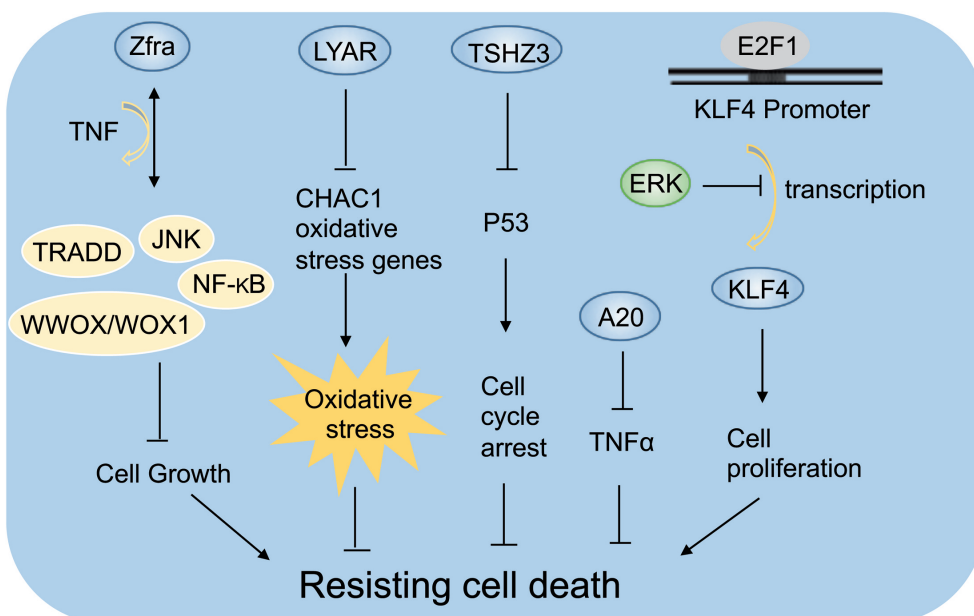 Zfra
LYAR
TSHZ3
E2F1
KLF4 Promoter
TNF
ERK
transcription
CHAC1
oxidative
stress genes
P53
TRADD
JNK
NF-κB
WWOX/WOX1
KLF4
A20
Oxidative
stress
Cell
cycle
arrest
TNFα
Cell
proliferation
Cell Growth
Resisting cell death